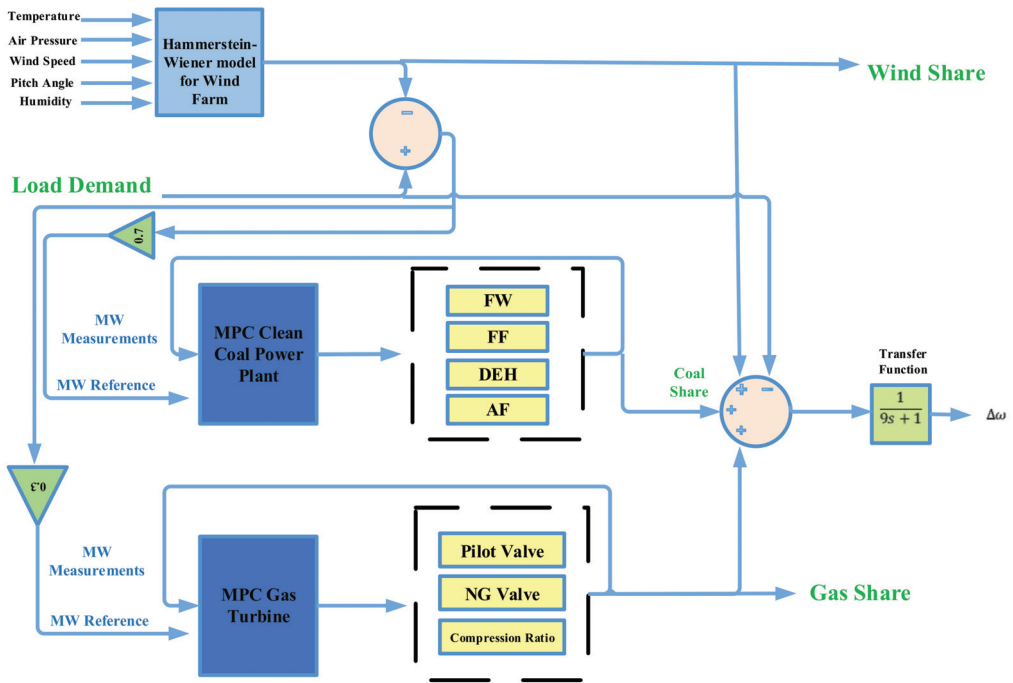 Temperature
Air Pressure
Wind Speed
Pitch Angle
Humidity
Hammerstein-
Wiener model
for Wind
Farm
Wind Share
−
+
Load Demand
0.7
MW
Measurements
MW Reference
MPC Clean
Coal Power
Plant
FW
FF
DEH
AF
Coal
Share
+
−
+
+
Transfer
Function
1
9s + 1
Δω
0.3
MW
Measurements
MW Reference
MPC Gas
Turbine
Pilot Valve
NG Valve
Compression Ratio
Gas Share